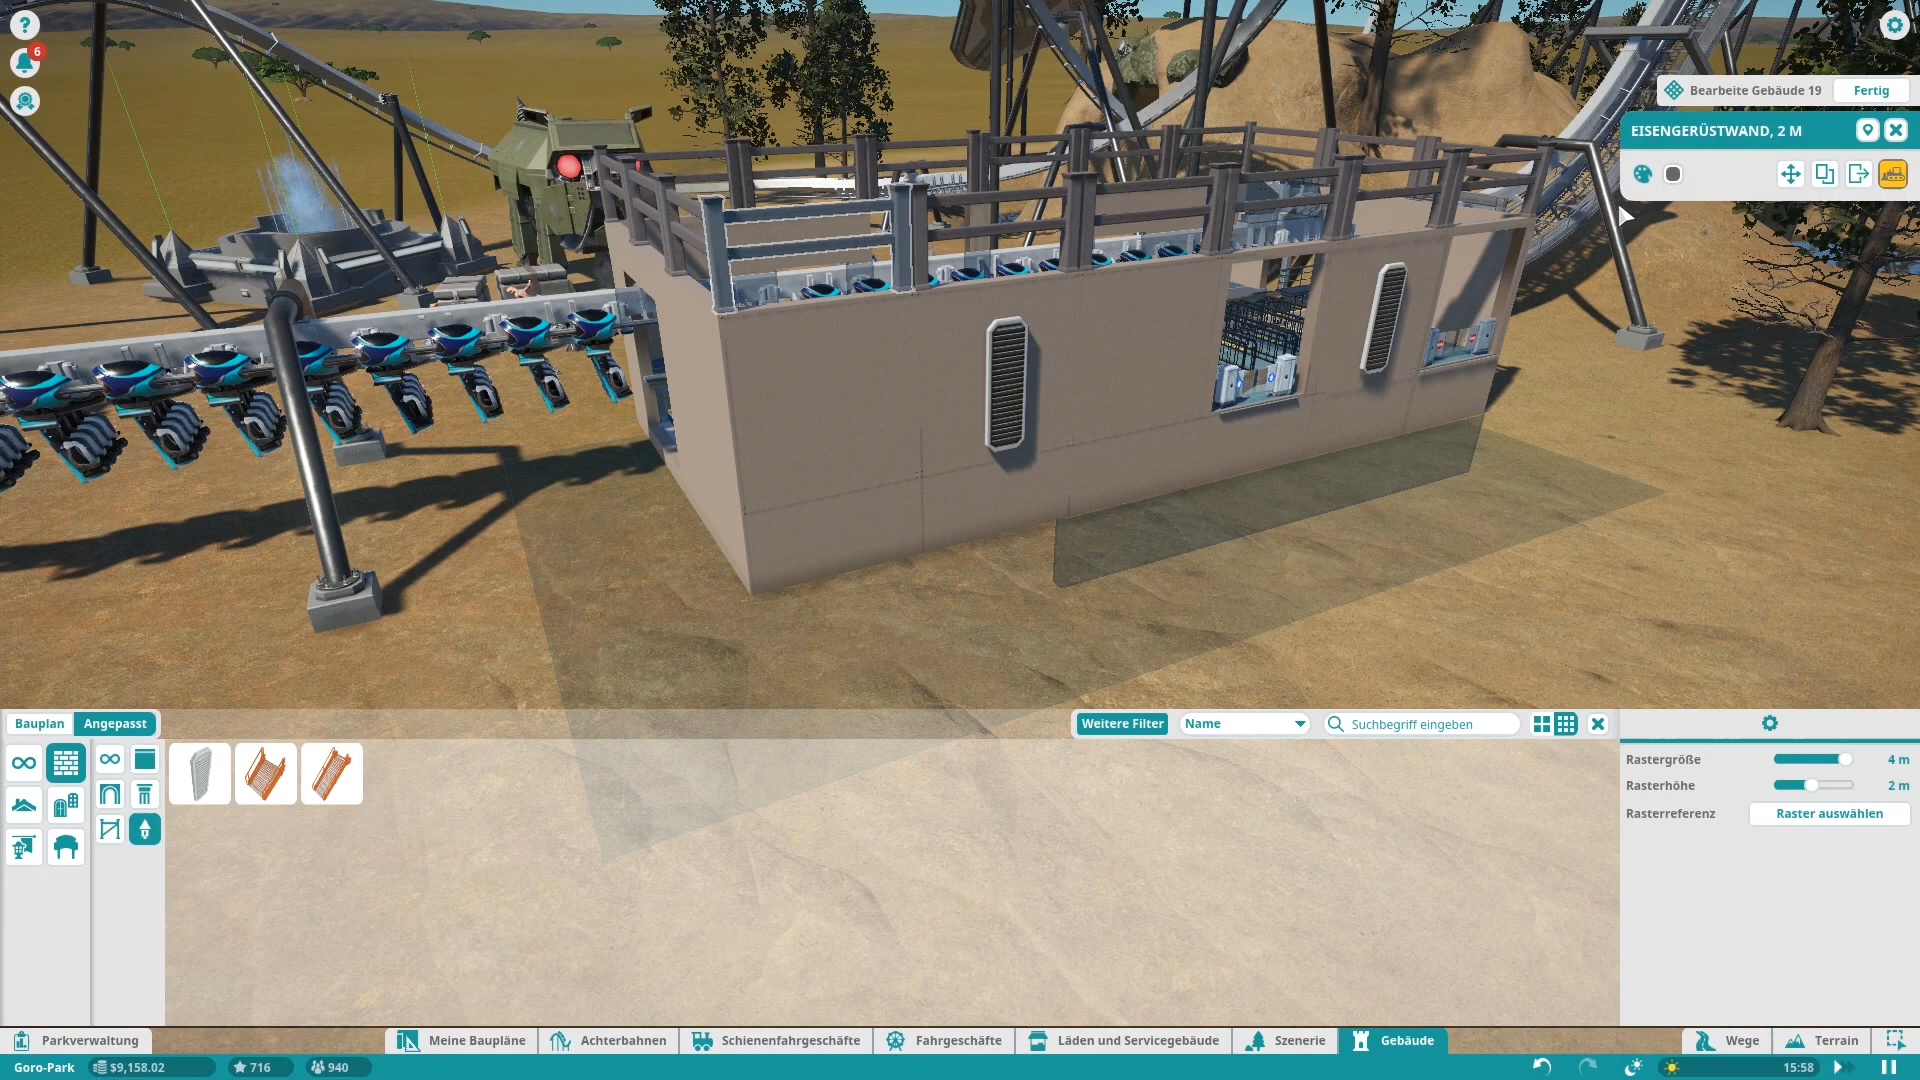 ?
6
Bearbeite Gebäude 19
Fertig
EISENGERÜSTWAND, 2 M
Bauplan
Angepasst
Weitere Filter
Name
Suchbegriff eingeben
Rastergröße
4 m
Rasterhöhe
2 m
Rasterreferenz
Raster auswählen
Parkverwaltung
Meine Baupläne
Achterbahnen
Schienenfahrgeschäfte
Fahrgeschäfte
Läden und Servicegebäude
Szenerie
Gebäude
Wege
Terrain
Goro-Park
$9,158.02
716
940
15:58